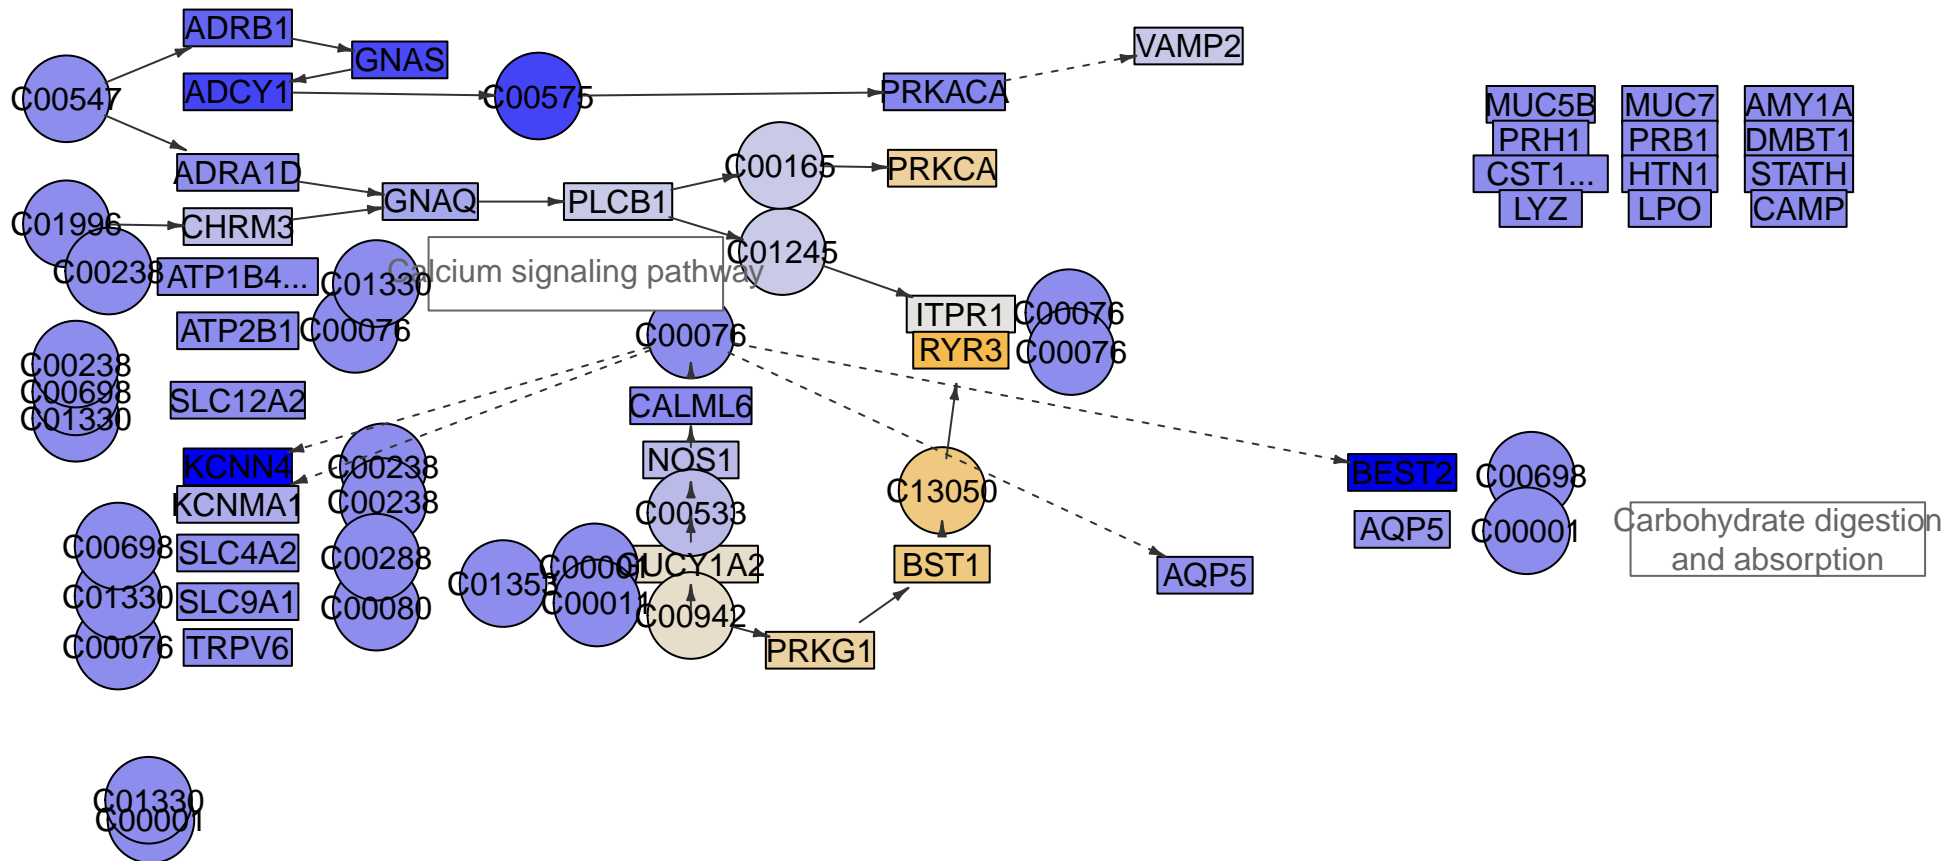 ADRB1
GNAS
VAMP2
C00547
ADCY1
C00575
PRKACA
MUC5B
MUC7
AMY1A
PRH1
PRB1
DMBT1
ADRA1D
C00165
PRKCA
CST1...
HTN1
STATH
GNAQ
PLCB1
LYZ
LPO
CAMP
C01996
CHRM3
C01245
C00238
ATP1B4...
C01330
Calcium signaling pathway
ATP2B1
C00076
C00076
ITPR1
C00076
RYR3
C00076
C00238
C00698
C01330
SLC12A2
CALML6
KCNN4
C00238
NOS1
BEST2
C00698
KCNMA1
C00238
C00533
C13050
AQP5
C00001
Carbohydrate digestion
and absorption
C00698
SLC4A2
C00288
C00001
GUCY1A2
BST1
AQP5
C01330
SLC9A1
C00080
C01353
C00011
C00942
C00076
TRPV6
PRKG1
C01330
C00001